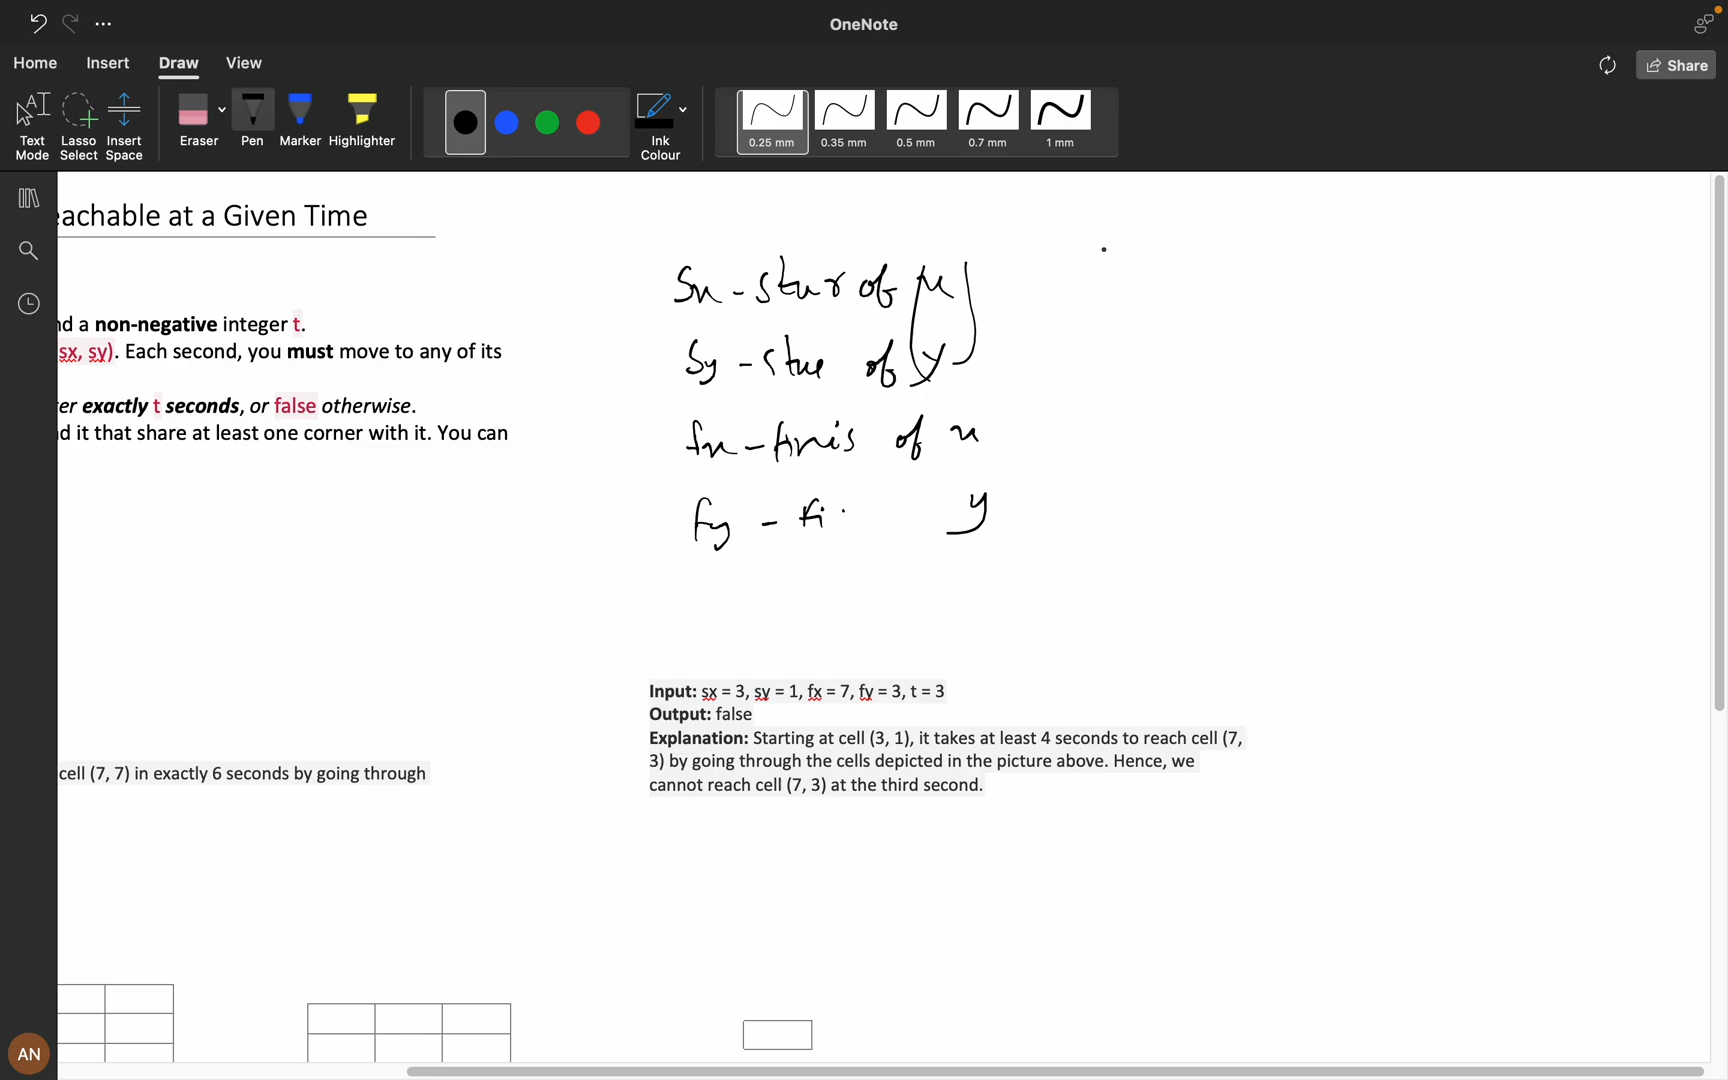 OneNote
Home Insert Draw View
Share
Text Mode
Lasso Select
Insert Space
Eraser
Pen
Marker
Highlighter
Ink Colour
0.25 mm
0.35 mm
0.5 mm
0.7 mm
1 mm
eachable at a Given Time
Sx - star of x
nd a non-negative integer t.
sx, sy). Each second, you must move to any of its
Sy - of y
er exactly t seconds, or false otherwise.
nd it that share at least one corner with it. You can
fx - finis of x
fy - fi y
Input: sx = 3, sy = 1, fx = 7, fy = 3, t = 3
Output: false
Explanation: Starting at cell (3, 1), it takes at least 4 seconds to reach cell (7,
3) by going through the cells depicted in the picture above. Hence, we
cannot reach cell (7, 3) at the third second.
cell (7, 7) in exactly 6 seconds by going through
AN